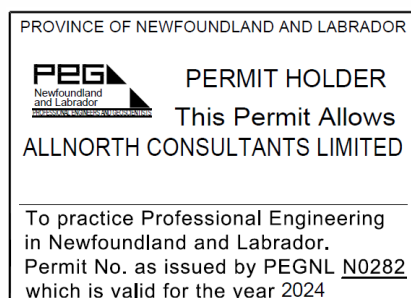 PROVINCE OF NEWFOUNDLAND AND LABRADOR
PEG
Newfoundland
and Labrador
PROFESSIONAL ENGINEERS AND GEOSCIENTISTS
PERMIT HOLDER
This Permit Allows
ALLNORTH CONSULTANTS LIMITED
To practice Professional Engineering
in Newfoundland and Labrador.
Permit No. as issued by PEGNL N0282
which is valid for the year 2024